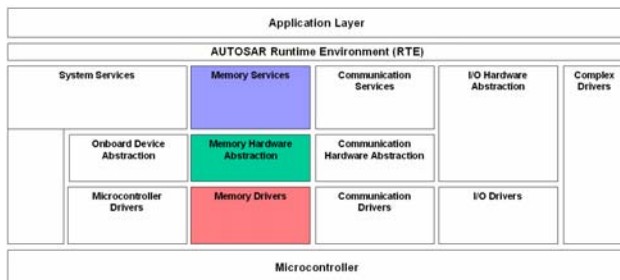 Application Layer
AUTOSAR Runtime Environment (RTE)
System Services
Memory Services
Communication
Services
I/O Hardware
Abstraction
Complex
Drivers
Onboard Device
Abstraction
Memory Hardware
Abstraction
Communication
Hardware Abstraction
Microcontroller
Drivers
Memory Drivers
Communication
Drivers
I/O Drivers
Microcontroller